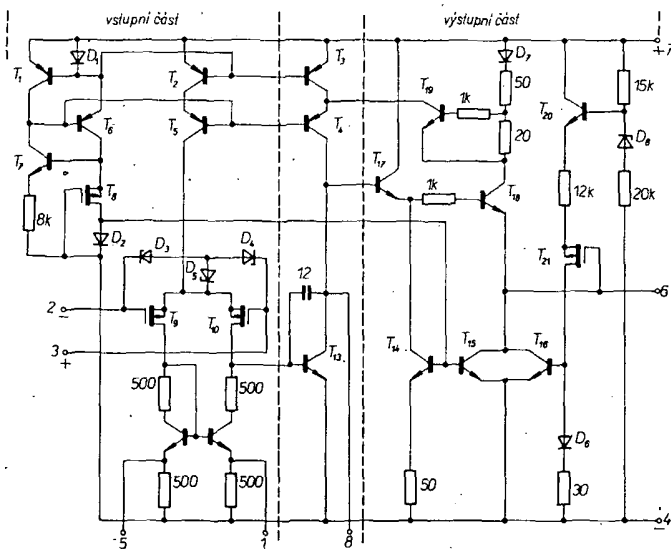 vstupní část
výstupní část
+7
D₁
T₁
T₂
T₃
D₇
50
15k
T₁₉
1k
T₂₀
T₆
T₅
T₄
20
D₈
T₇
T₁₇
T₈
1k
T₁₈
12k
20k
8k
D₂
D₃
D₄
D₅
T₂₁
2
−
T₉
T₁₀
12
6
3
+
T₁₃
T₁₄
T₁₅
T₁₆
500
500
D₆
500
500
50
30
−4
5
1
8